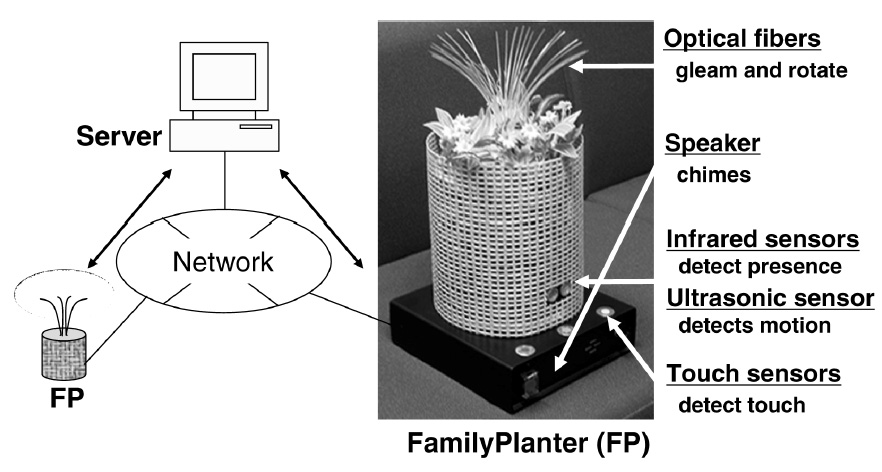 Server
Network
FP
Optical fibers
gleam and rotate
Speaker
chimes
Infrared sensors
detect presence
Ultrasonic sensor
detects motion
Touch sensors
detect touch
FamilyPlanter (FP)